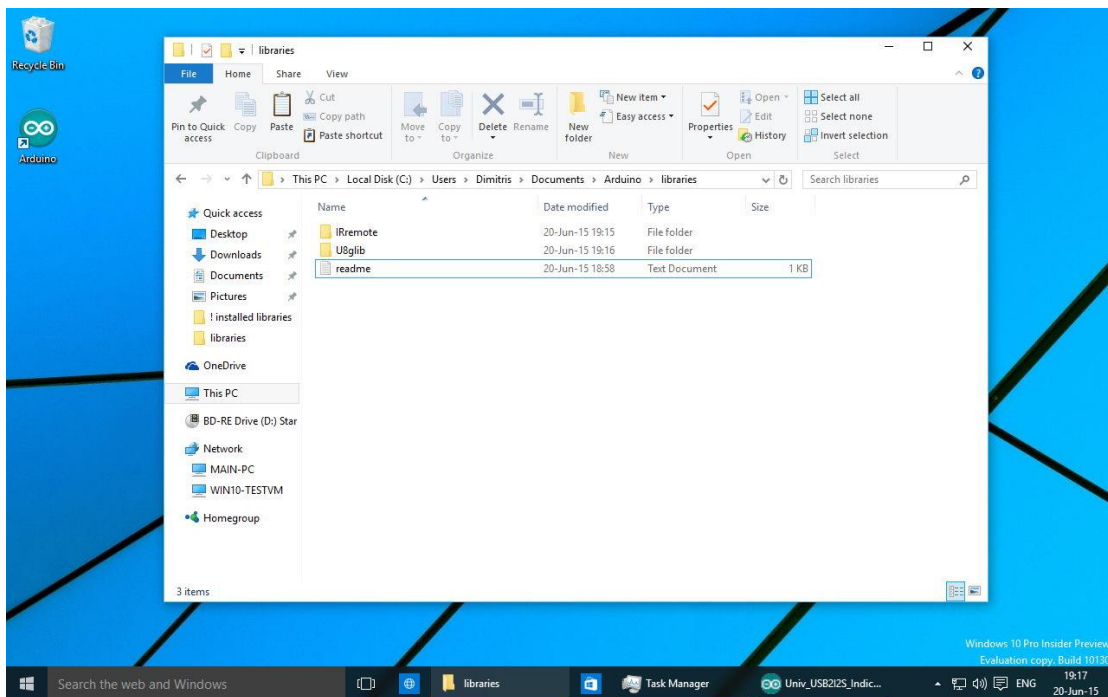 Recycle Bin
Arduino
libraries
File Home Share View
Pin to Quick access
Copy
Paste
Cut
Copy path
Paste shortcut
Clipboard
Move to
Copy to
Delete
Rename
Organize
New folder
New item
Easy access
New
Properties
Open
Edit
History
Open
Select all
Select none
Invert selection
Select
This PC > Local Disk (C:) > Users > Dimitris > Documents > Arduino > libraries
Search libraries
Name Date modified Type Size
IRremote 20-Jun-15 19:15 File folder
U8glib 20-Jun-15 19:16 File folder
readme 20-Jun-15 18:58 Text Document 1 KB
Quick access
Desktop
Downloads
Documents
Pictures
! installed libraries
libraries
OneDrive
This PC
BD-RE Drive (D:) Star
Network
MAIN-PC
WIN10-TESTVM
Homegroup
3 items
Windows 10 Pro Insider Preview
Evaluation copy. Build 10130
Search the web and Windows
libraries
Task Manager
Univ_USB2I2S_Indic...
ENG
19:17
20-Jun-15